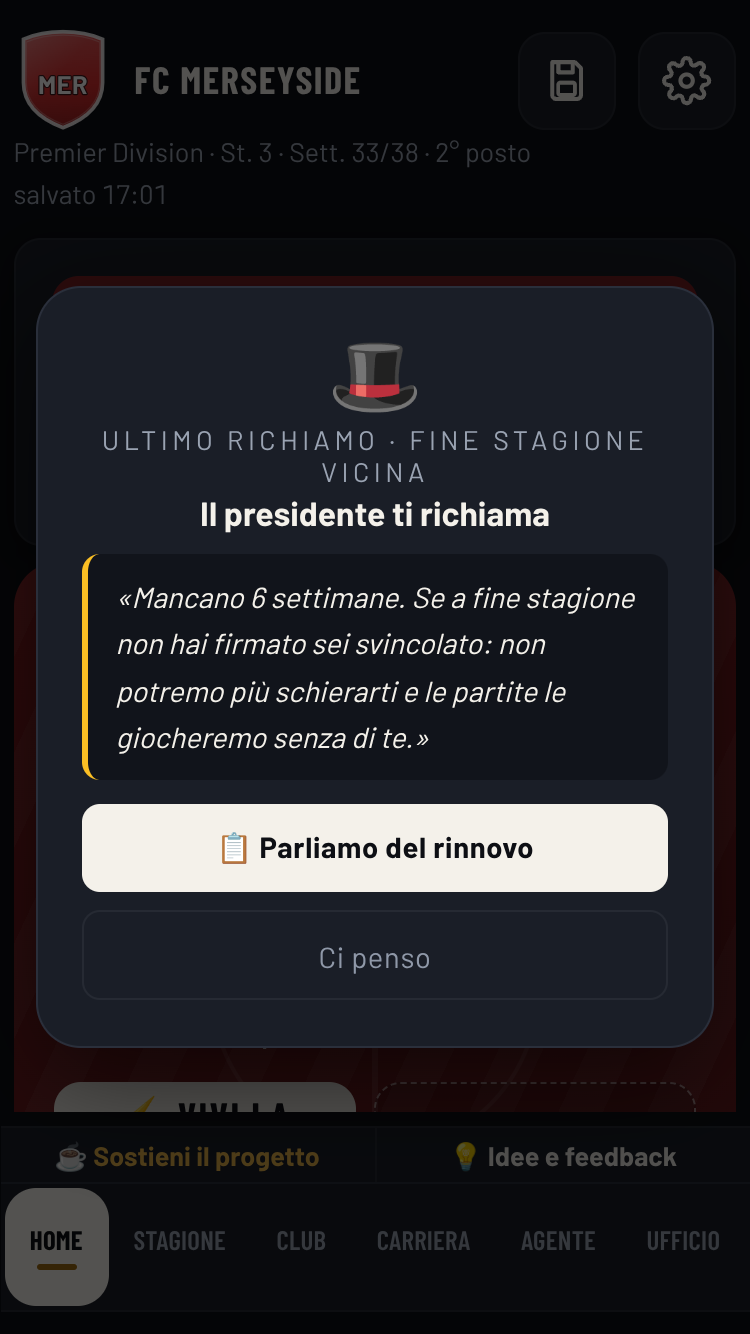 MER
FC MERSEYSIDE
Premier Division · St. 3 · Sett. 33/38 · 2° posto
salvato 17:01
ULTIMO RICHIAMO · FINE STAGIONE
VICINA
Il presidente ti richiama
«Mancano 6 settimane. Se a fine stagione
non hai firmato sei svincolato: non
potremo più schierarti e le partite le
giocheremo senza di te.»
📋 Parliamo del rinnovo
Ci penso
☕ Sostieni il progetto
💡 Idee e feedback
HOME
STAGIONE
CLUB
CARRIERA
AGENTE
UFFICIO